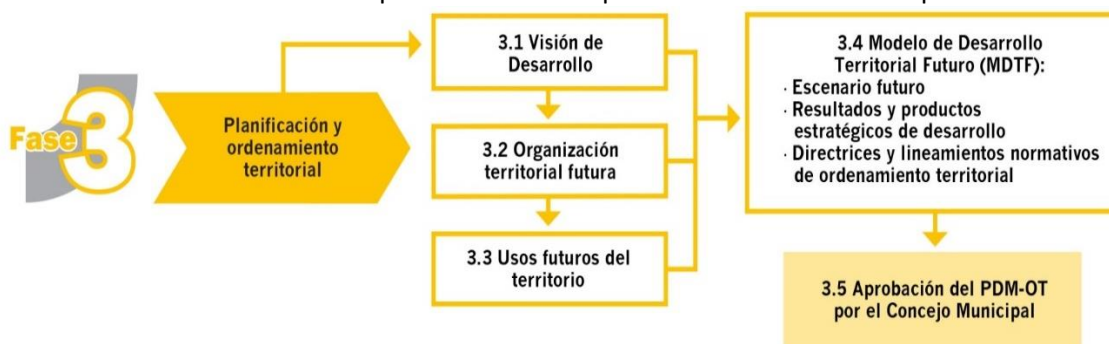 Fase 3
Planificación y
ordenamiento
territorial
3.1 Visión de
Desarrollo
3.2 Organización
territorial futura
3.3 Usos futuros del
territorio
3.4 Modelo de Desarrollo
Territorial Futuro (MDTF):
· Escenario futuro
· Resultados y productos
estratégicos de desarrollo
· Directrices y lineamientos normativos
de ordenamiento territorial
3.5 Aprobación del PDM-OT
por el Concejo Municipal